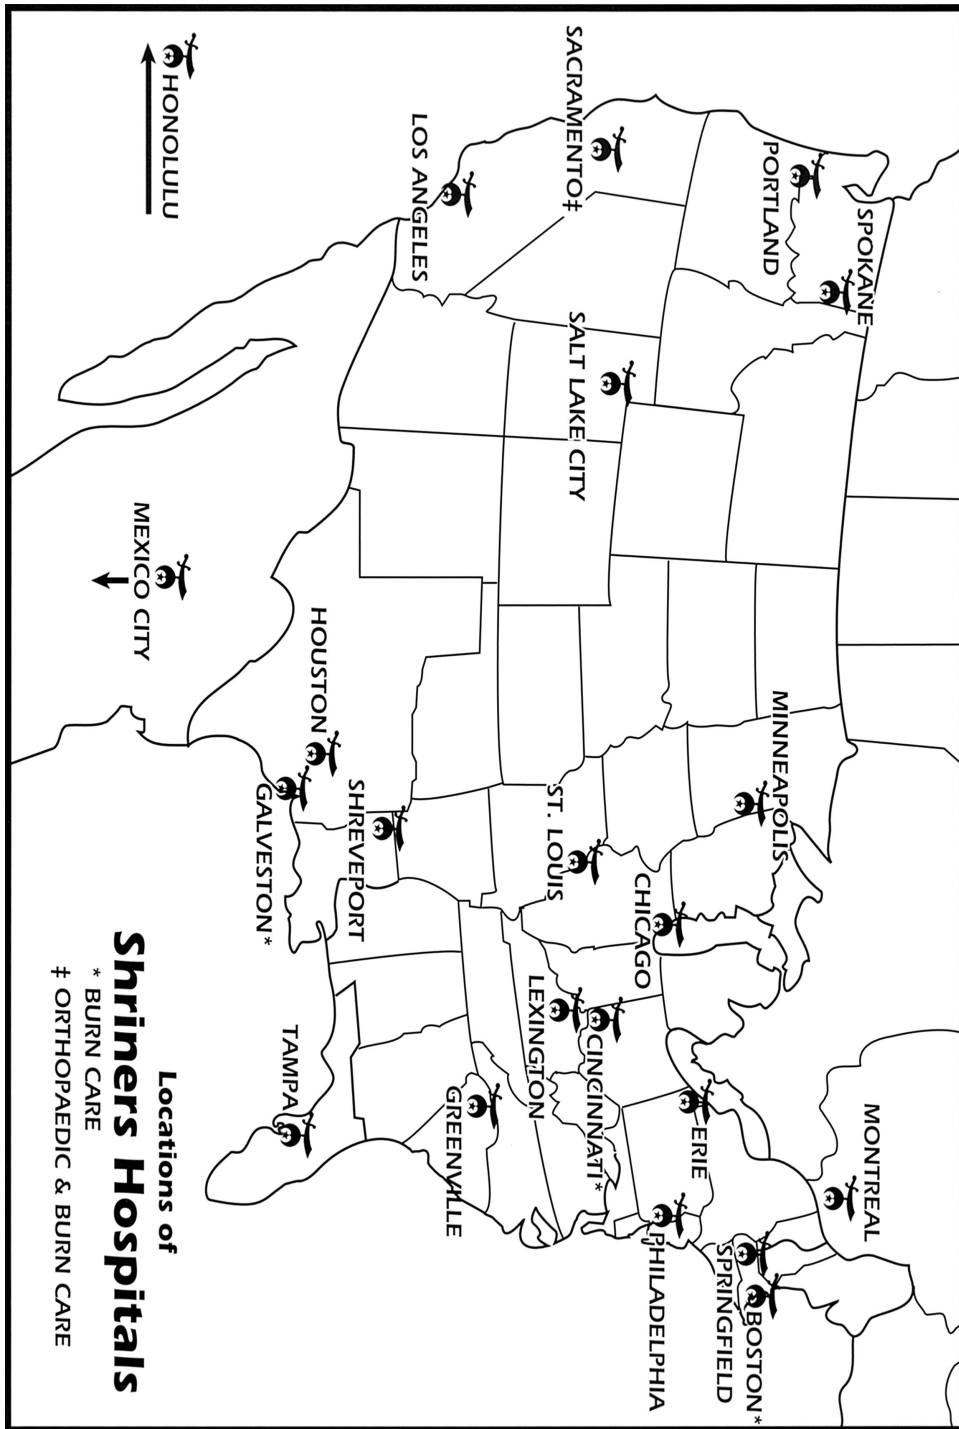 SPOKANE
PORTLAND
SACRAMENTO‡
LOS ANGELES
HONOLULU
SALT LAKE CITY
MINNEAPOLIS
CHICAGO
ST. LOUIS
LEXINGTON
CINCINNATI*
ERIE
MONTREAL
BOSTON*
SPRINGFIELD
PHILADELPHIA
GREENVILLE
SHREVEPORT
HOUSTON
GALVESTON*
TAMPA
MEXICO CITY
Locations of
Shriners Hospitals
* BURN CARE
‡ ORTHOPAEDIC & BURN CARE